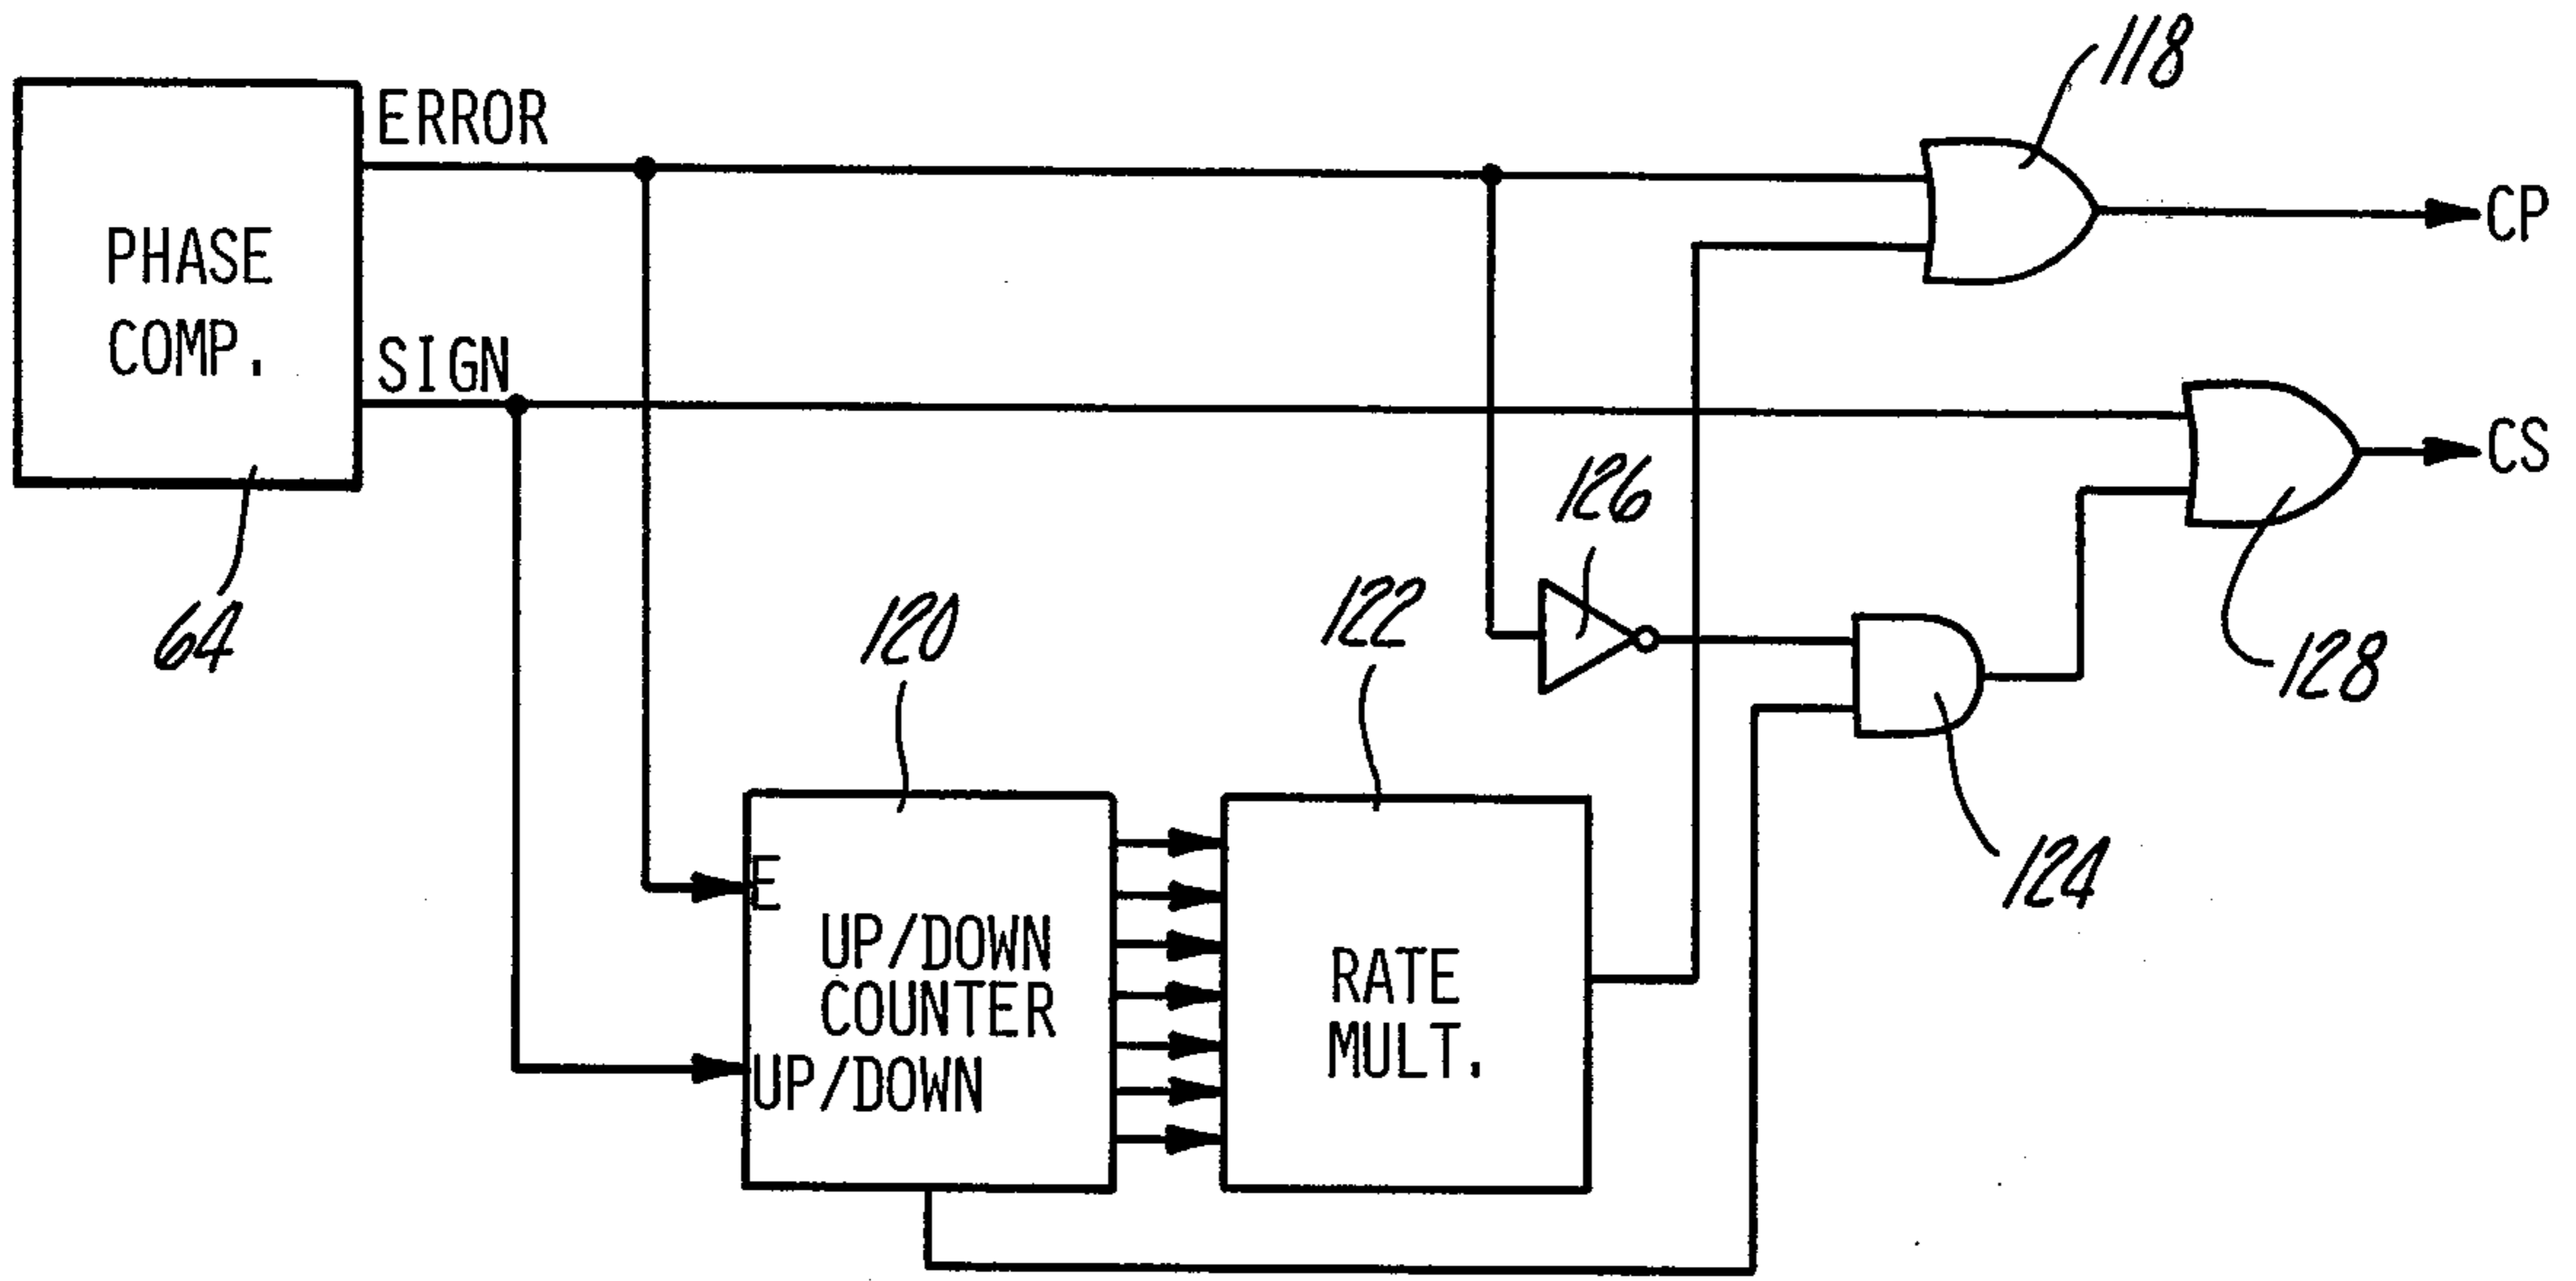 118
ERROR
CP
PHASE
COMP.
SIGN
CS
126
64
120
122
128
124
E
UP/DOWN
COUNTER
UP/DOWN
RATE
MULT.